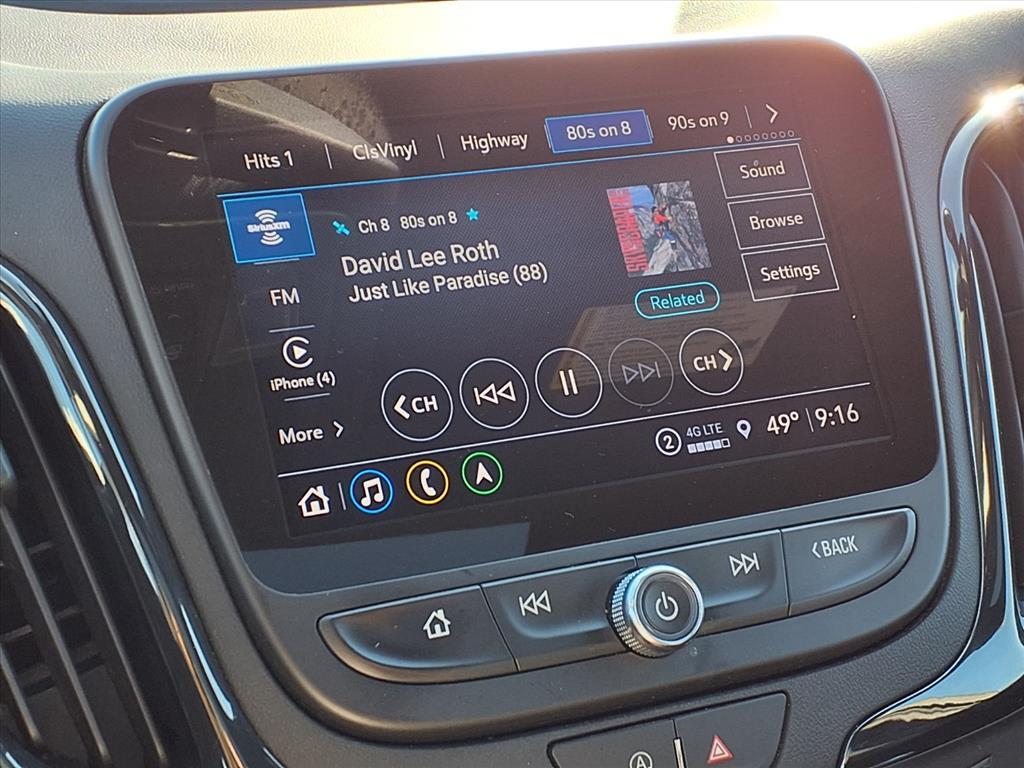 Hits 1 | ClsVinyl | Highway 80s on 8 90s on 9 | >
SiriusXM
Ch 8 80s on 8
David Lee Roth
Just Like Paradise (88)
SKYSCRAPER
Related
Sound
Browse
Settings
FM
iPhone (4)
More >
<CH
CH>
2 4G LTE 49° | 9:16
<BACK
A